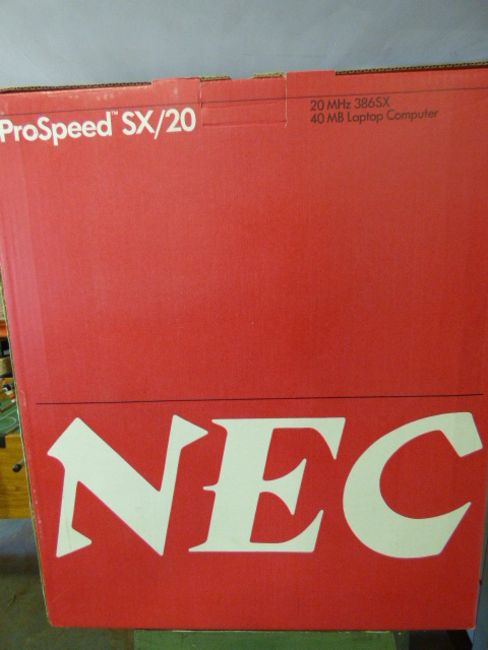 ProSpeed™ SX/20
20 MHz 386SX
40 MB Laptop Computer
NEC